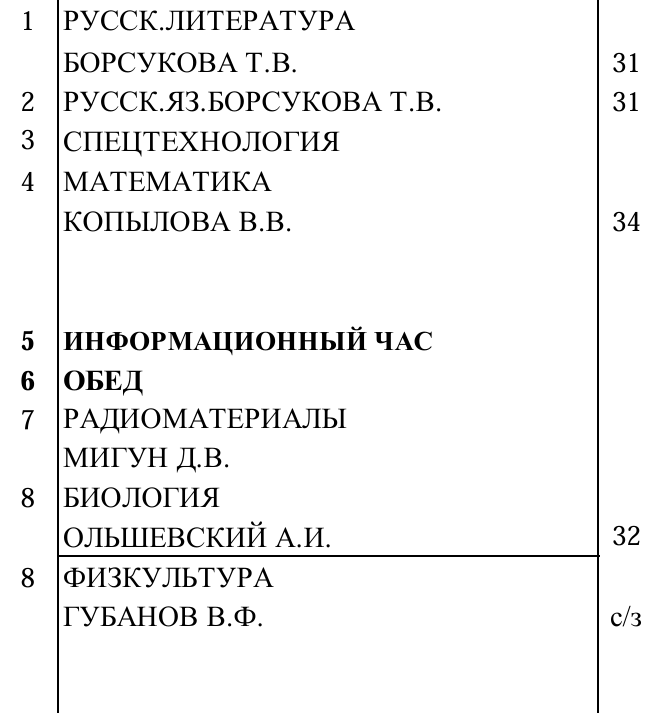 1 РУССК.ЛИТЕРАТУРА
БОРСУКОВА Т.В. 31
2 РУССК.ЯЗ.БОРСУКОВА Т.В. 31
3 СПЕЦТЕХНОЛОГИЯ
4 МАТЕМАТИКА
КОПЫЛОВА В.В. 34
5 ИНФОРМАЦИОННЫЙ ЧАС
6 ОБЕД
7 РАДИОМАТЕРИАЛЫ
МИГУН Д.В.
8 БИОЛОГИЯ
ОЛЬШЕВСКИЙ А.И. 32
8 ФИЗКУЛЬТУРА
ГУБАНОВ В.Ф. с/з